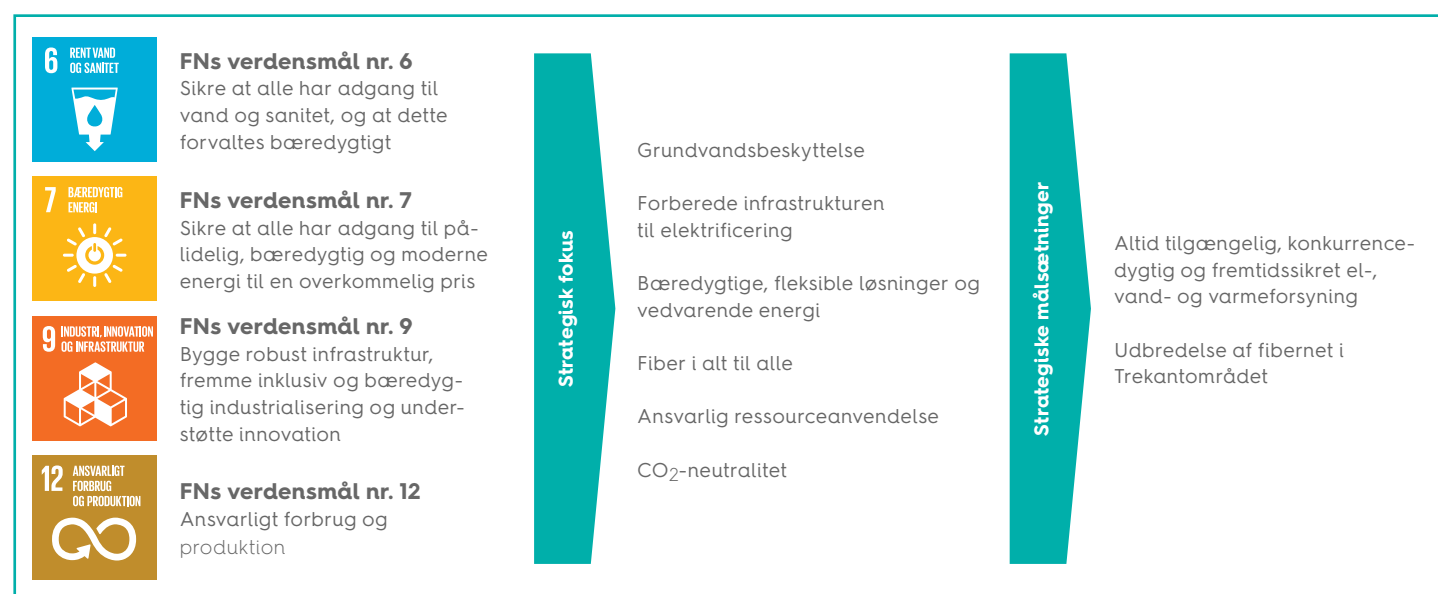 6 RENT VAND
OG SANITET
FNs verdensmål nr. 6
Sikre at alle har adgang til
vand og sanitet, og at dette
forvaltes bæredygtigt
7 BÆREDYGTIG
ENERGI
FNs verdensmål nr. 7
Sikre at alle har adgang til på-
lidelig, bæredygtig og moderne
energi til en overkommelig pris
9 INDUSTRI, INNOVATION
OG INFRASTRUKTUR
FNs verdensmål nr. 9
Bygge robust infrastruktur,
fremme inklusiv og bæredyg-
tig industrialisering og under-
støtte innovation
12 ANSVARLIGT
FORBRUG
OG PRODUKTION
FNs verdensmål nr. 12
Ansvarligt forbrug og
produktion
Strategisk fokus
Grundvandsbeskyttelse
Forberede infrastrukturen
til elektrificering
Bæredygtige, fleksible løsninger og
vedvarende energi
Fiber i alt til alle
Ansvarlig ressourceanvendelse
CO2-neutralitet
Strategiske målsætninger
Altid tilgængelig, konkurrence-
dygtig og fremtidssikret el-,
vand- og varmeforsyning
Udbredelse af fibernet i
Trekantområdet